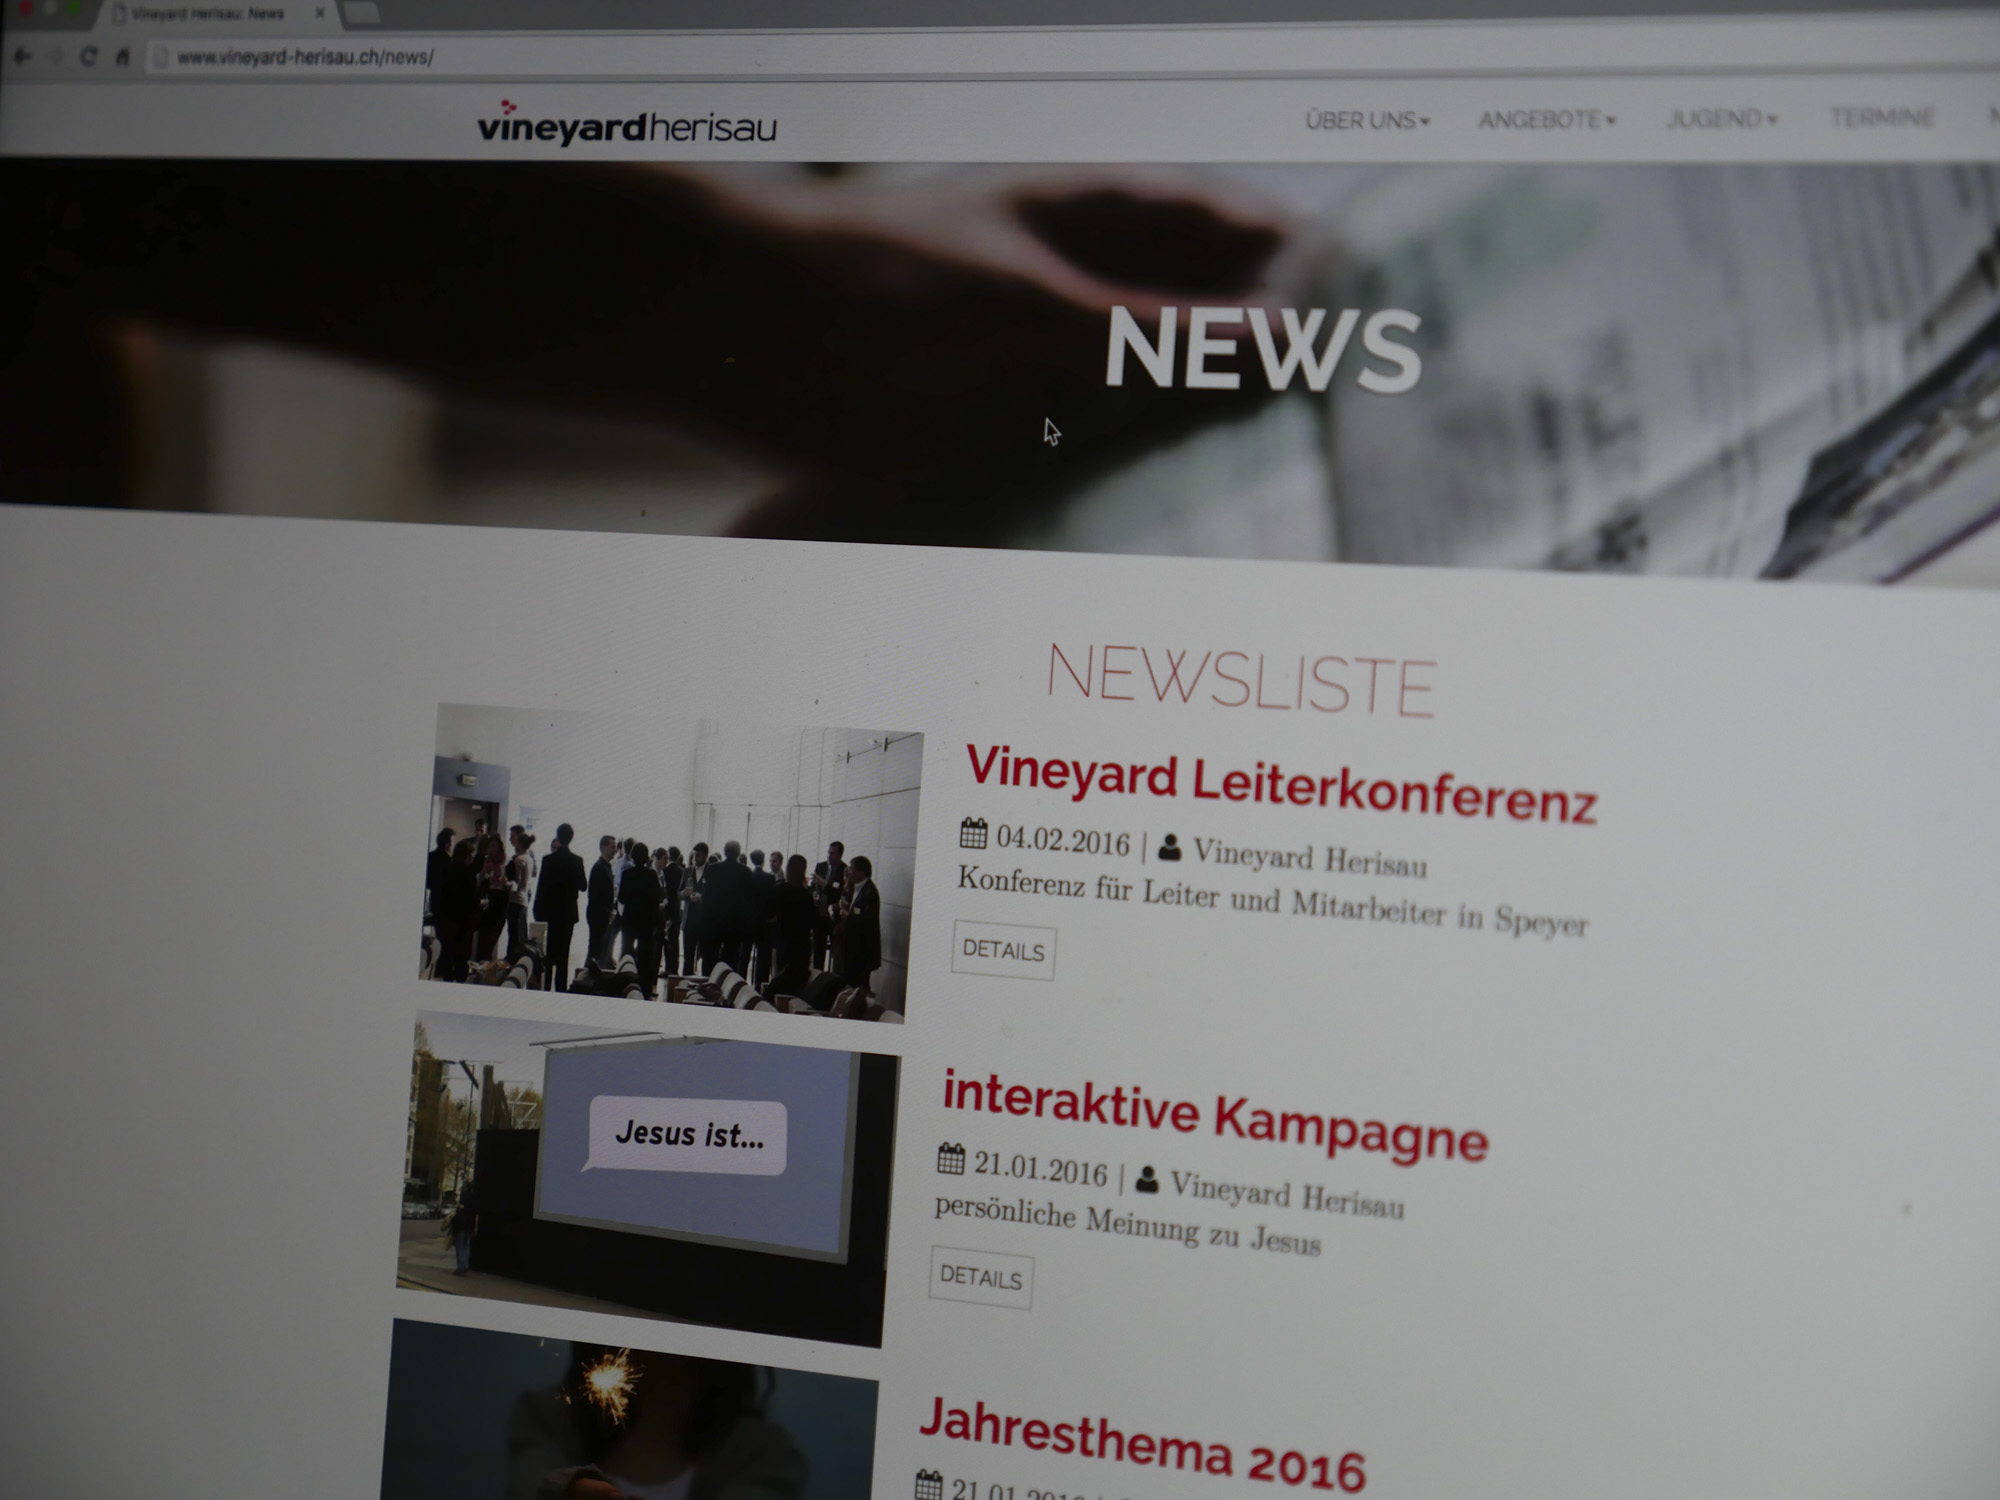 Vineyard Herisau: News
www.vineyard-herisau.ch/news/
vineyardherisau
ÜBER UNS
ANGEBOTE
JUGEND
TERMINE
NEWS
NEWSLISTE
Vineyard Leiterkonferenz
04.02.2016 | Vineyard Herisau
Konferenz für Leiter und Mitarbeiter in Speyer
DETAILS
Jesus ist...
interaktive Kampagne
21.01.2016 | Vineyard Herisau
persönliche Meinung zu Jesus
DETAILS
Jahresthema 2016
21.01.2016